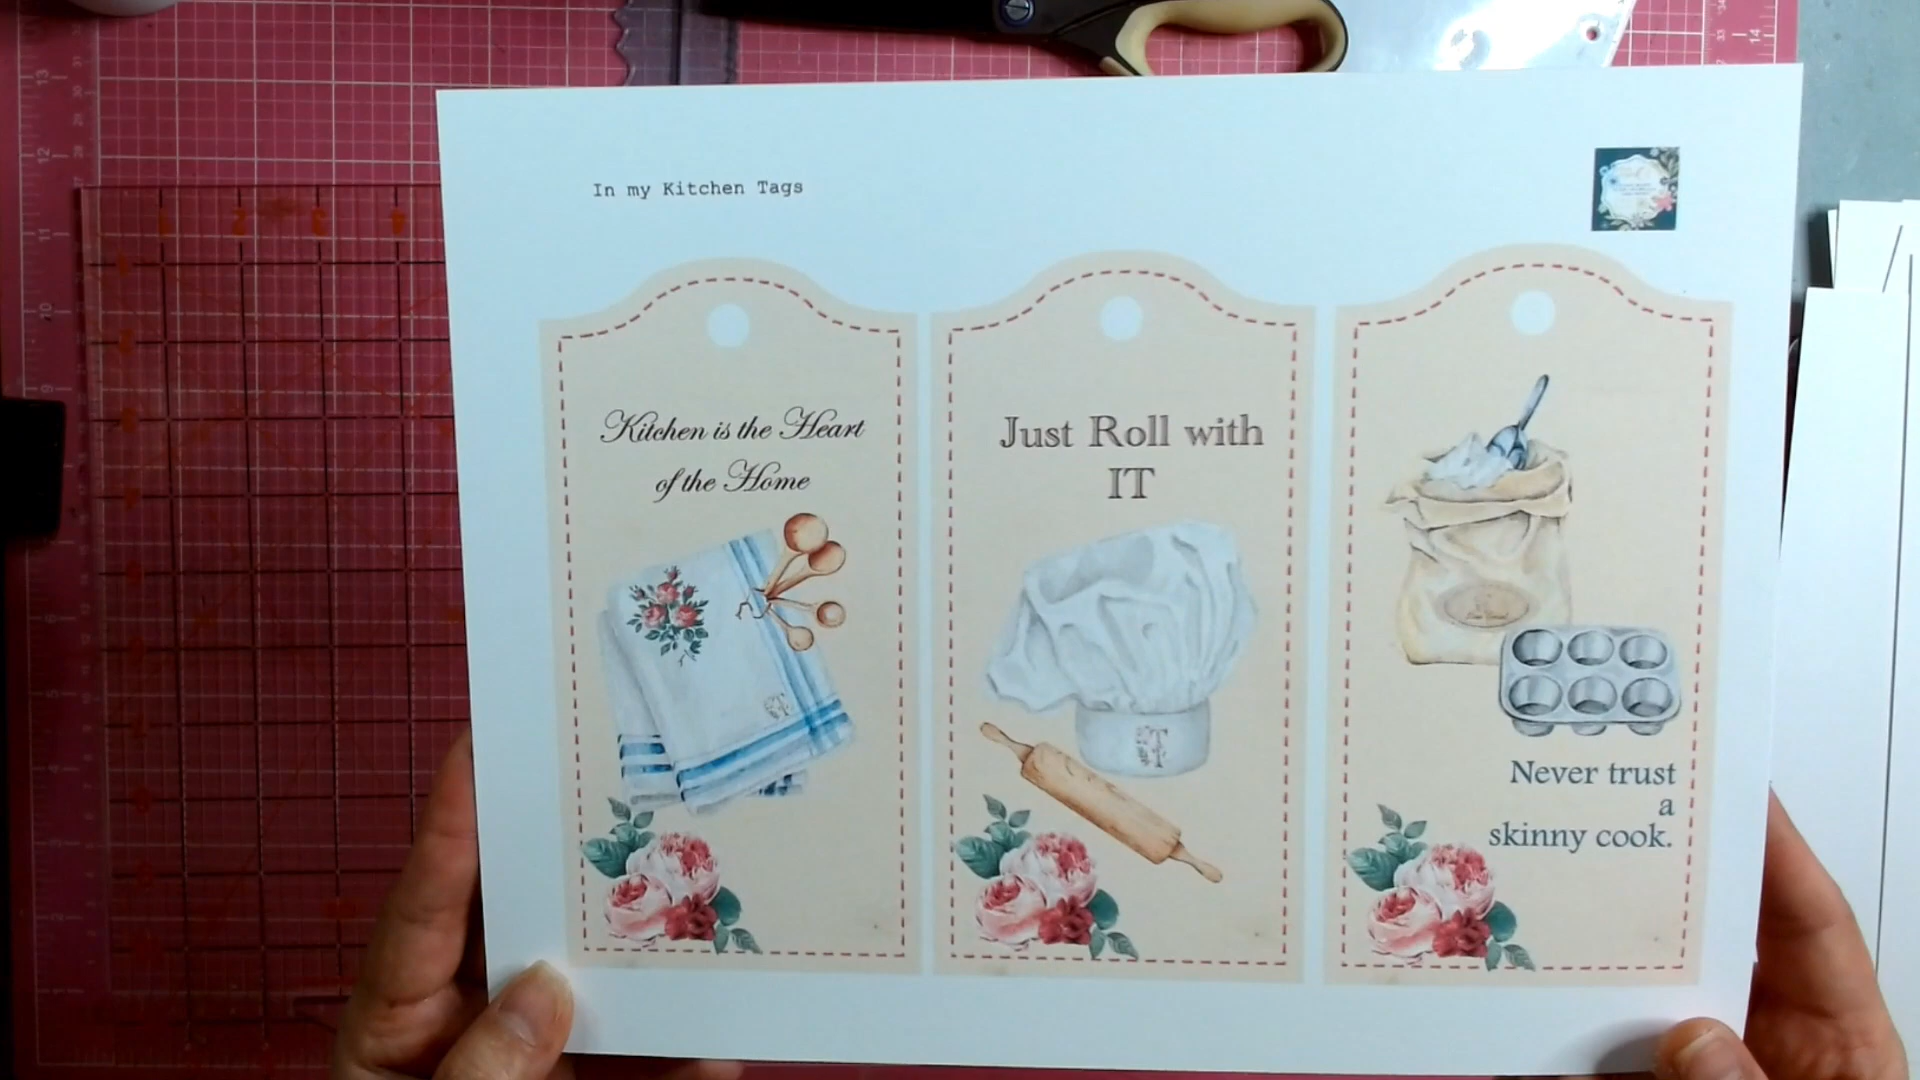 In my Kitchen Tags
Kitchen is the Heart
of the Home
Just Roll with
IT
Never trust
a
skinny cook.